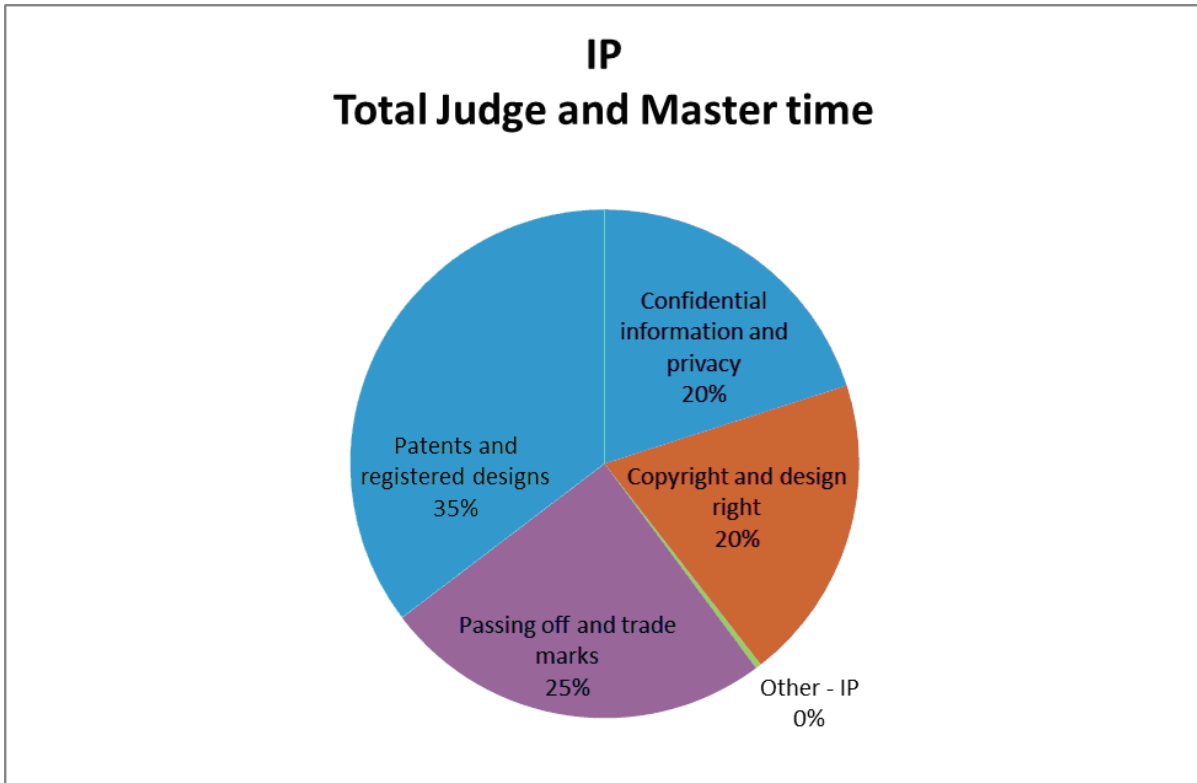 IP
Total Judge and Master time
Confidential
information and
privacy
20%
Copyright and design
right
20%
Other - IP
0%
Passing off and trade
marks
25%
Patents and
registered designs
35%